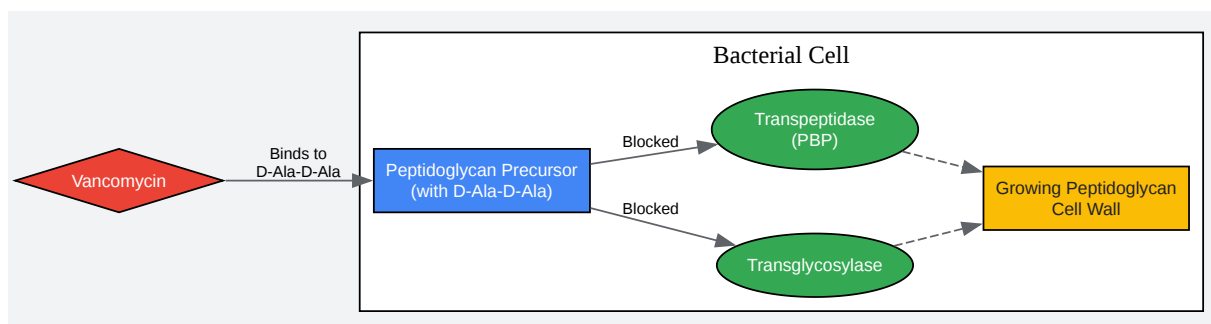 Bacterial Cell
Vancomycin
Binds to
D-Ala-D-Ala
Peptidoglycan Precursor
(with D-Ala-D-Ala)
Blocked
Blocked
Transpeptidase
(PBP)
Transglycosylase
Growing Peptidoglycan
Cell Wall